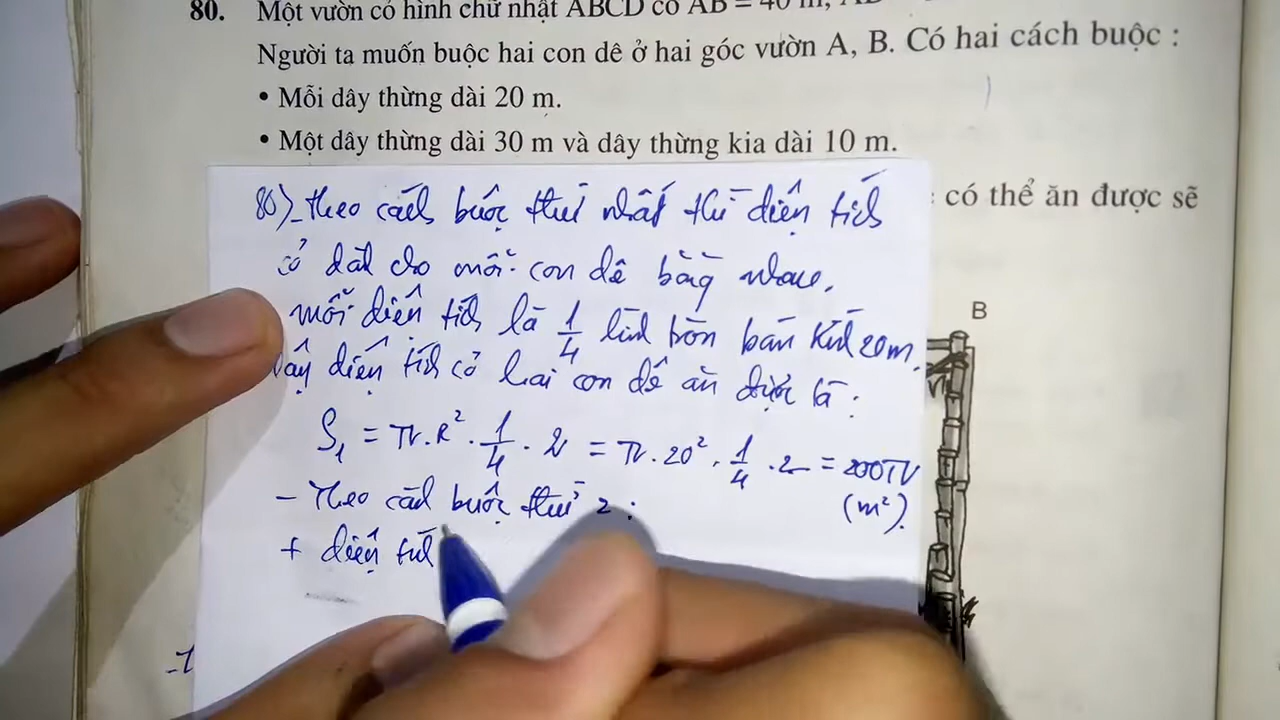 80. Một vườn có hình chữ nhật ABCD có AB = 40 m,
Người ta muốn buộc hai con dê ở hai góc vườn A, B. Có hai cách buộc :
• Mỗi dây thừng dài 20 m.
• Một dây thừng dài 30 m và dây thừng kia dài 10 m.
có thể ăn được sẽ
B
80) - Theo cách buộc thứ nhất thì diện tích
cỏ dành cho mỗi con dê bằng nhau.
mỗi diện tích là 1/4 hình tròn bán kính 20m.
Vậy diện tích cỏ hai con dê ăn được là :
S₁ = π.R² . 1/4 . 2 = π . 20² . 1/4 . 2 = 200π
(m²).
- Theo cách buộc thứ 2 :
+ diện tíc